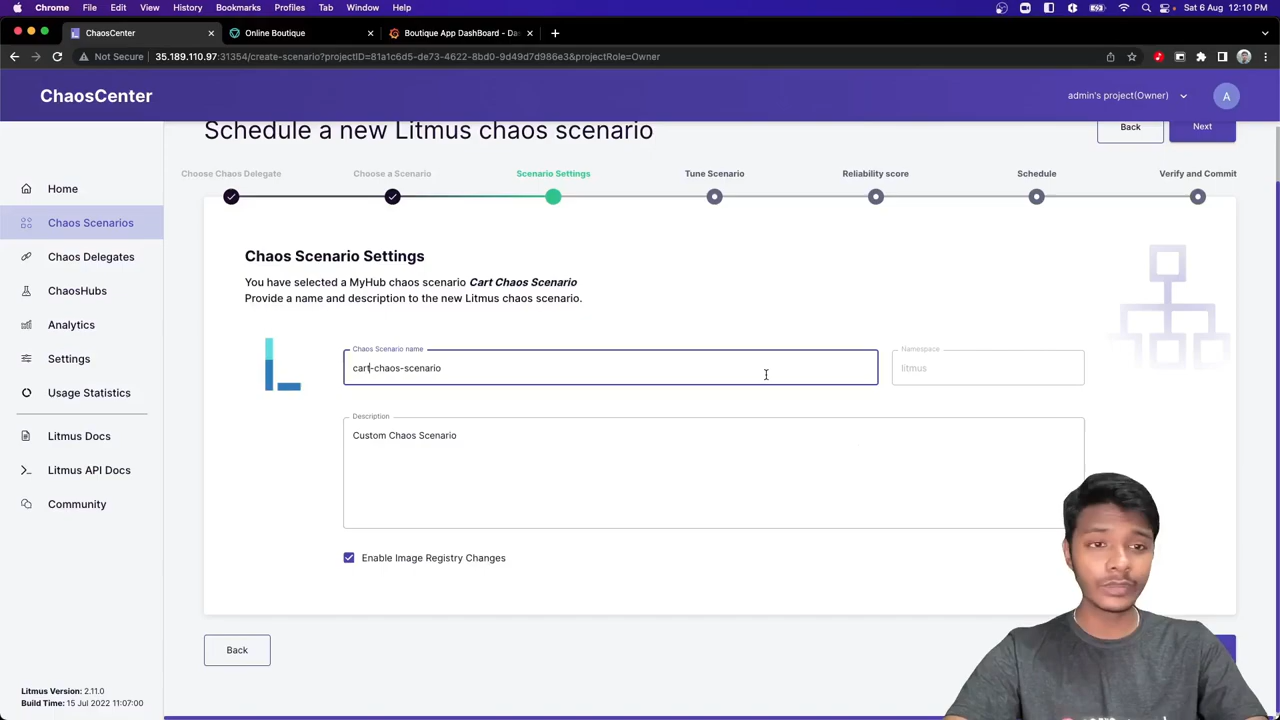 Chrome File Edit View History Bookmarks Profiles Tab Window Help Sat 6 Aug 12:10 PM
ChaosCenter
Online Boutique
Boutique App DashBoard - Das
Not Secure 35.189.110.97:31354/create-scenario?projectID=81a1c6d5-de73-4622-8bd0-9d49d7d986e3&projectRole=Owner
ChaosCenter
admin's project(Owner)
A
Schedule a new Litmus chaos scenario
Back
Next
Choose Chaos Delegate
Choose a Scenario
Scenario Settings
Tune Scenario
Reliability score
Schedule
Verify and Commit
Home
Chaos Scenarios
Chaos Delegates
ChaosHubs
Analytics
Settings
Usage Statistics
Litmus Docs
Litmus API Docs
Community
Chaos Scenario Settings
You have selected a MyHub chaos scenario Cart Chaos Scenario
Provide a name and description to the new Litmus chaos scenario.
Chaos Scenario name
cart-chaos-scenario
Namespace
litmus
Description
Custom Chaos Scenario
Enable Image Registry Changes
Back
Litmus Version: 2.11.0
Build Time: 15 Jul 2022 11:07:00